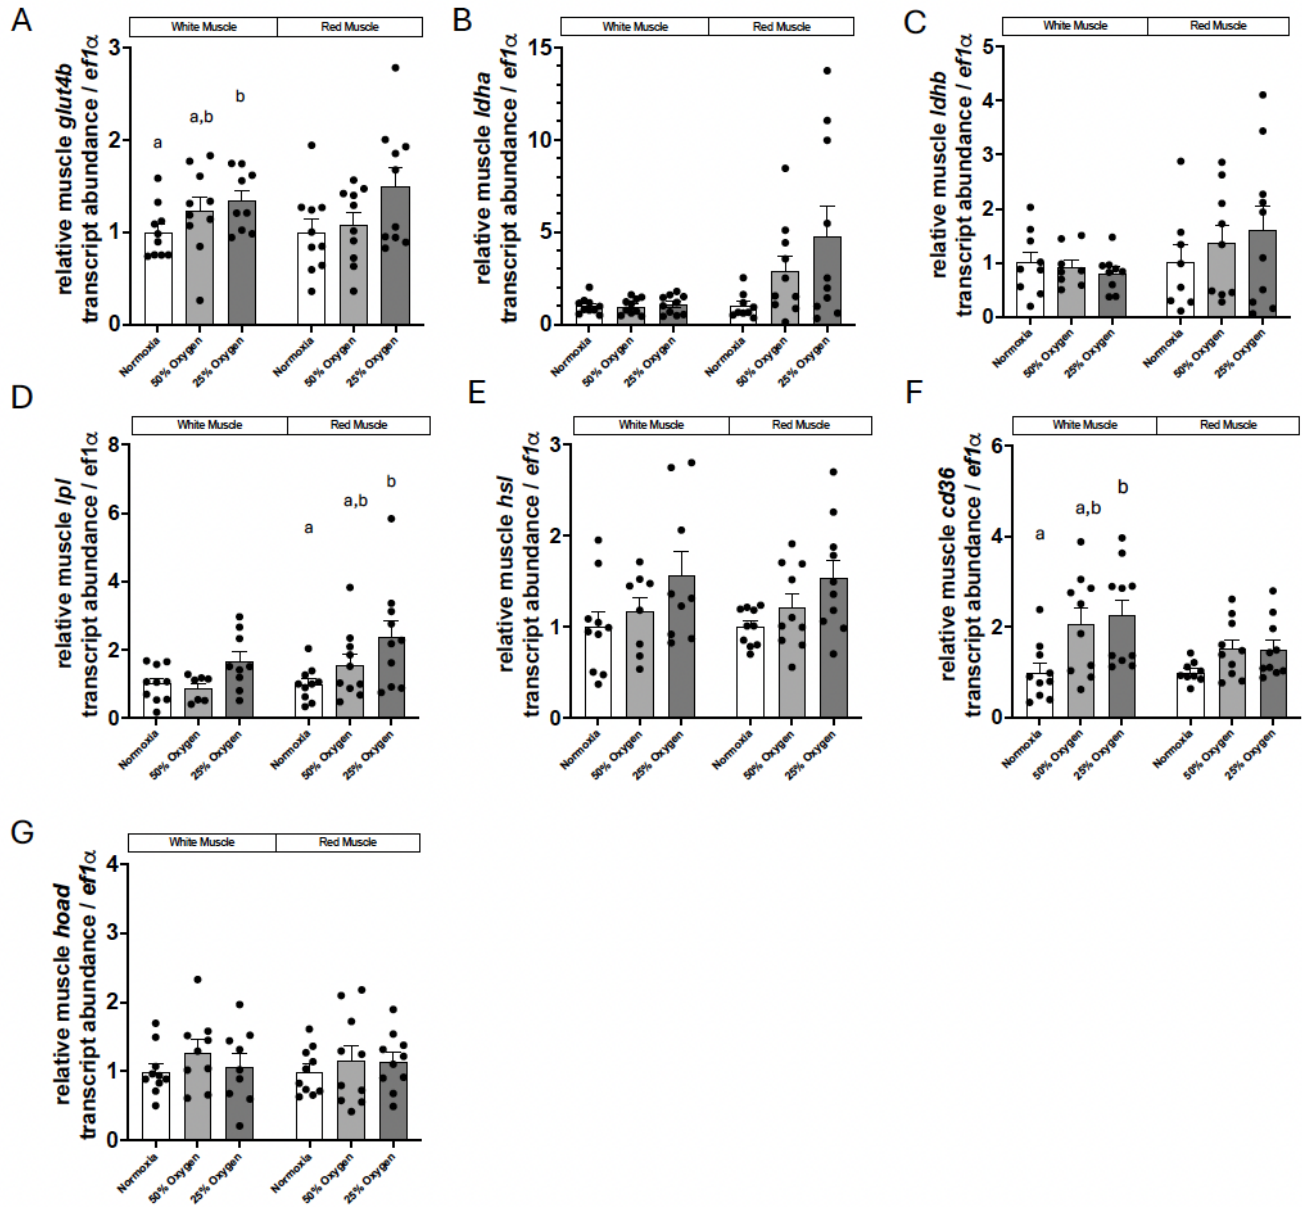 A
White Muscle
Red Muscle
relative muscle glut4b
transcript abundance / ef1α
3
2
1
0
a
a,b
b
Normoxia
50% Oxygen
25% Oxygen
Normoxia
50% Oxygen
25% Oxygen
B
White Muscle
Red Muscle
relative muscle ldha
transcript abundance / ef1α
15
10
5
0
Normoxia
50% Oxygen
25% Oxygen
Normoxia
50% Oxygen
25% Oxygen
C
White Muscle
Red Muscle
relative muscle ldhb
transcript abundance / ef1α
5
4
3
2
1
0
Normoxia
50% Oxygen
25% Oxygen
Normoxia
50% Oxygen
25% Oxygen
D
White Muscle
Red Muscle
relative muscle lpl
transcript abundance / ef1α
8
6
4
2
0
a
a,b
b
Normoxia
50% Oxygen
25% Oxygen
Normoxia
50% Oxygen
25% Oxygen
E
White Muscle
Red Muscle
relative muscle hsl
transcript abundance / ef1α
3
2
1
0
Normoxia
50% Oxygen
25% Oxygen
Normoxia
50% Oxygen
25% Oxygen
F
White Muscle
Red Muscle
relative muscle cd36
transcript abundance / ef1α
6
4
2
0
a
a,b
b
Normoxia
50% Oxygen
25% Oxygen
Normoxia
50% Oxygen
25% Oxygen
G
White Muscle
Red Muscle
relative muscle hoad
transcript abundance / ef1α
4
3
2
1
0
Normoxia
50% Oxygen
25% Oxygen
Normoxia
50% Oxygen
25% Oxygen